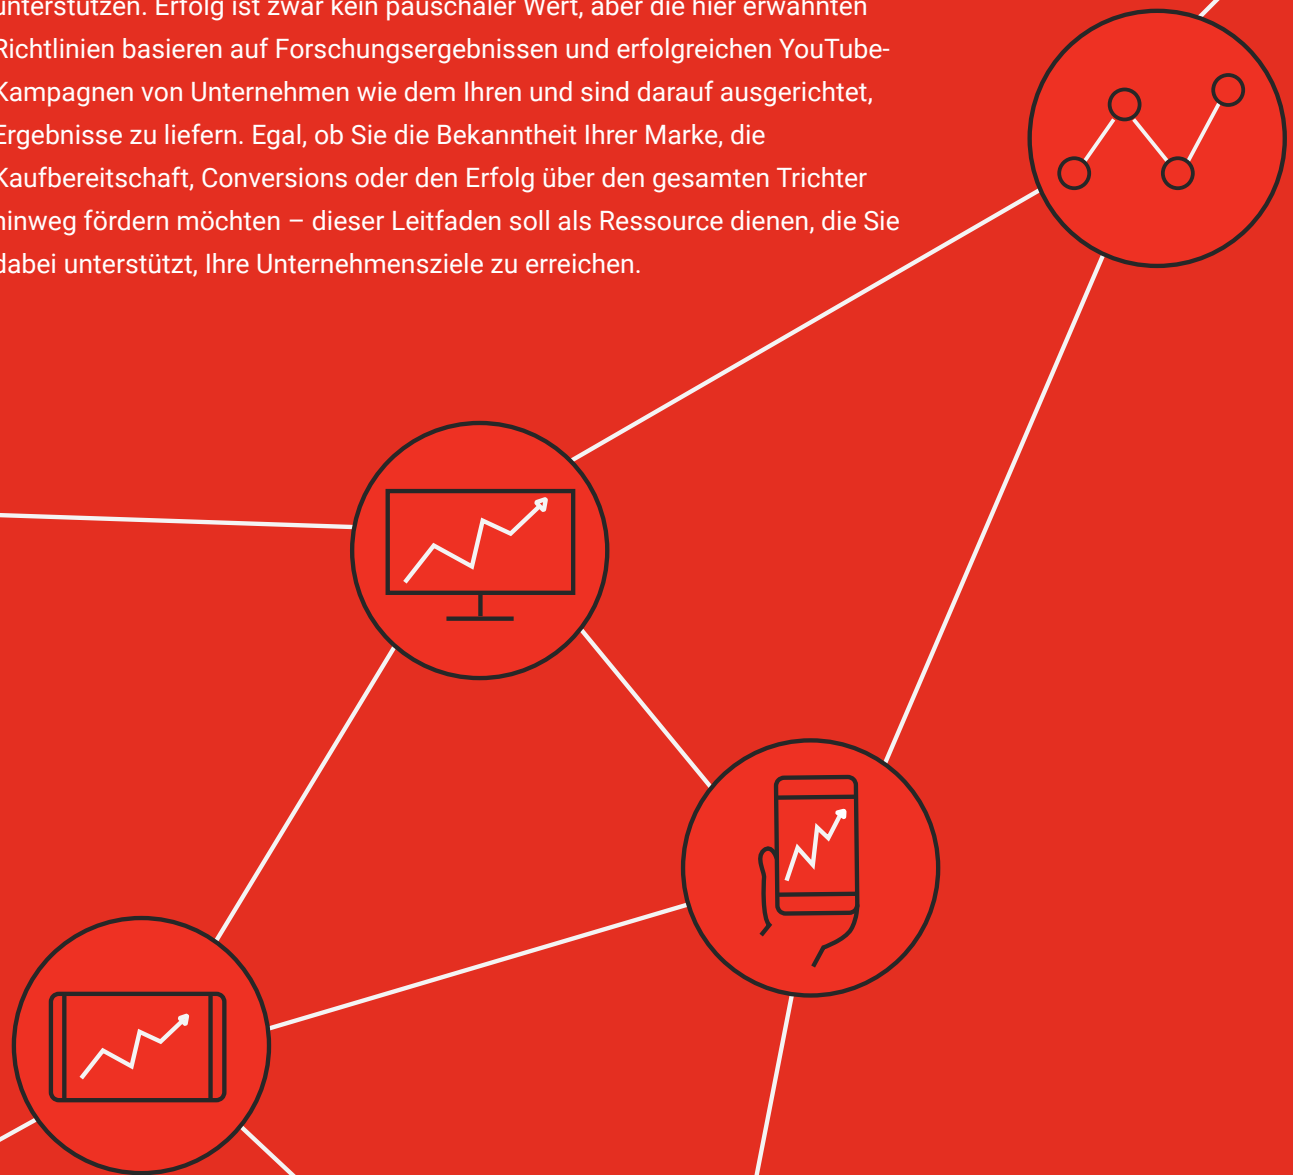 unterstützen. Erfolg ist zwar kein pauschaler Wert, aber die hier erwähnten
Richtlinien basieren auf Forschungsergebnissen und erfolgreichen YouTube-
Kampagnen von Unternehmen wie dem Ihren und sind darauf ausgerichtet,
Ergebnisse zu liefern. Egal, ob Sie die Bekanntheit Ihrer Marke, die
Kaufbereitschaft, Conversions oder den Erfolg über den gesamten Trichter
hinweg fördern möchten – dieser Leitfaden soll als Ressource dienen, die Sie
dabei unterstützt, Ihre Unternehmensziele zu erreichen.